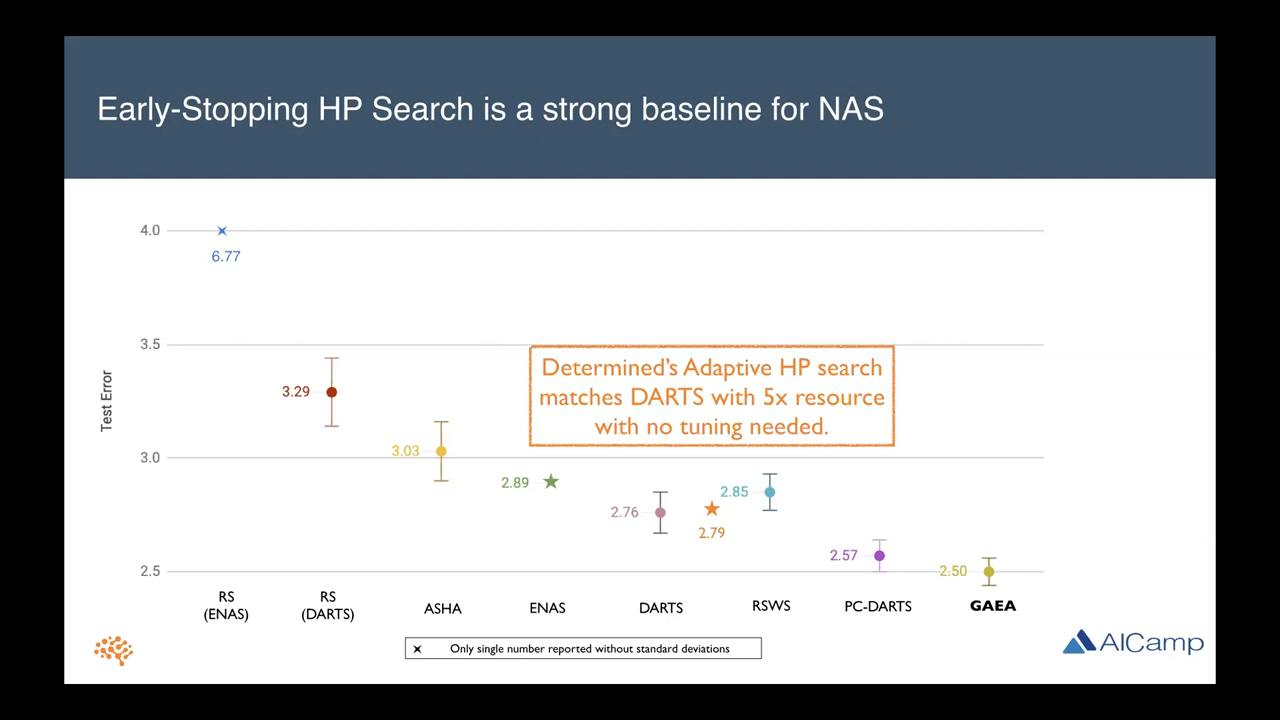 Early-Stopping HP Search is a strong baseline for NAS
4.0
6.77
3.5
Determined's Adaptive HP search
matches DARTS with 5x resource
with no tuning needed.
3.29
Test Error
3.03
3.0
2.89
2.85
2.76
2.79
2.57
2.5
2.50
RS
(ENAS)
RS
(DARTS)
ASHA
ENAS
DARTS
RSWS
PC-DARTS
GAEA
Only single number reported without standard deviations
AICamp